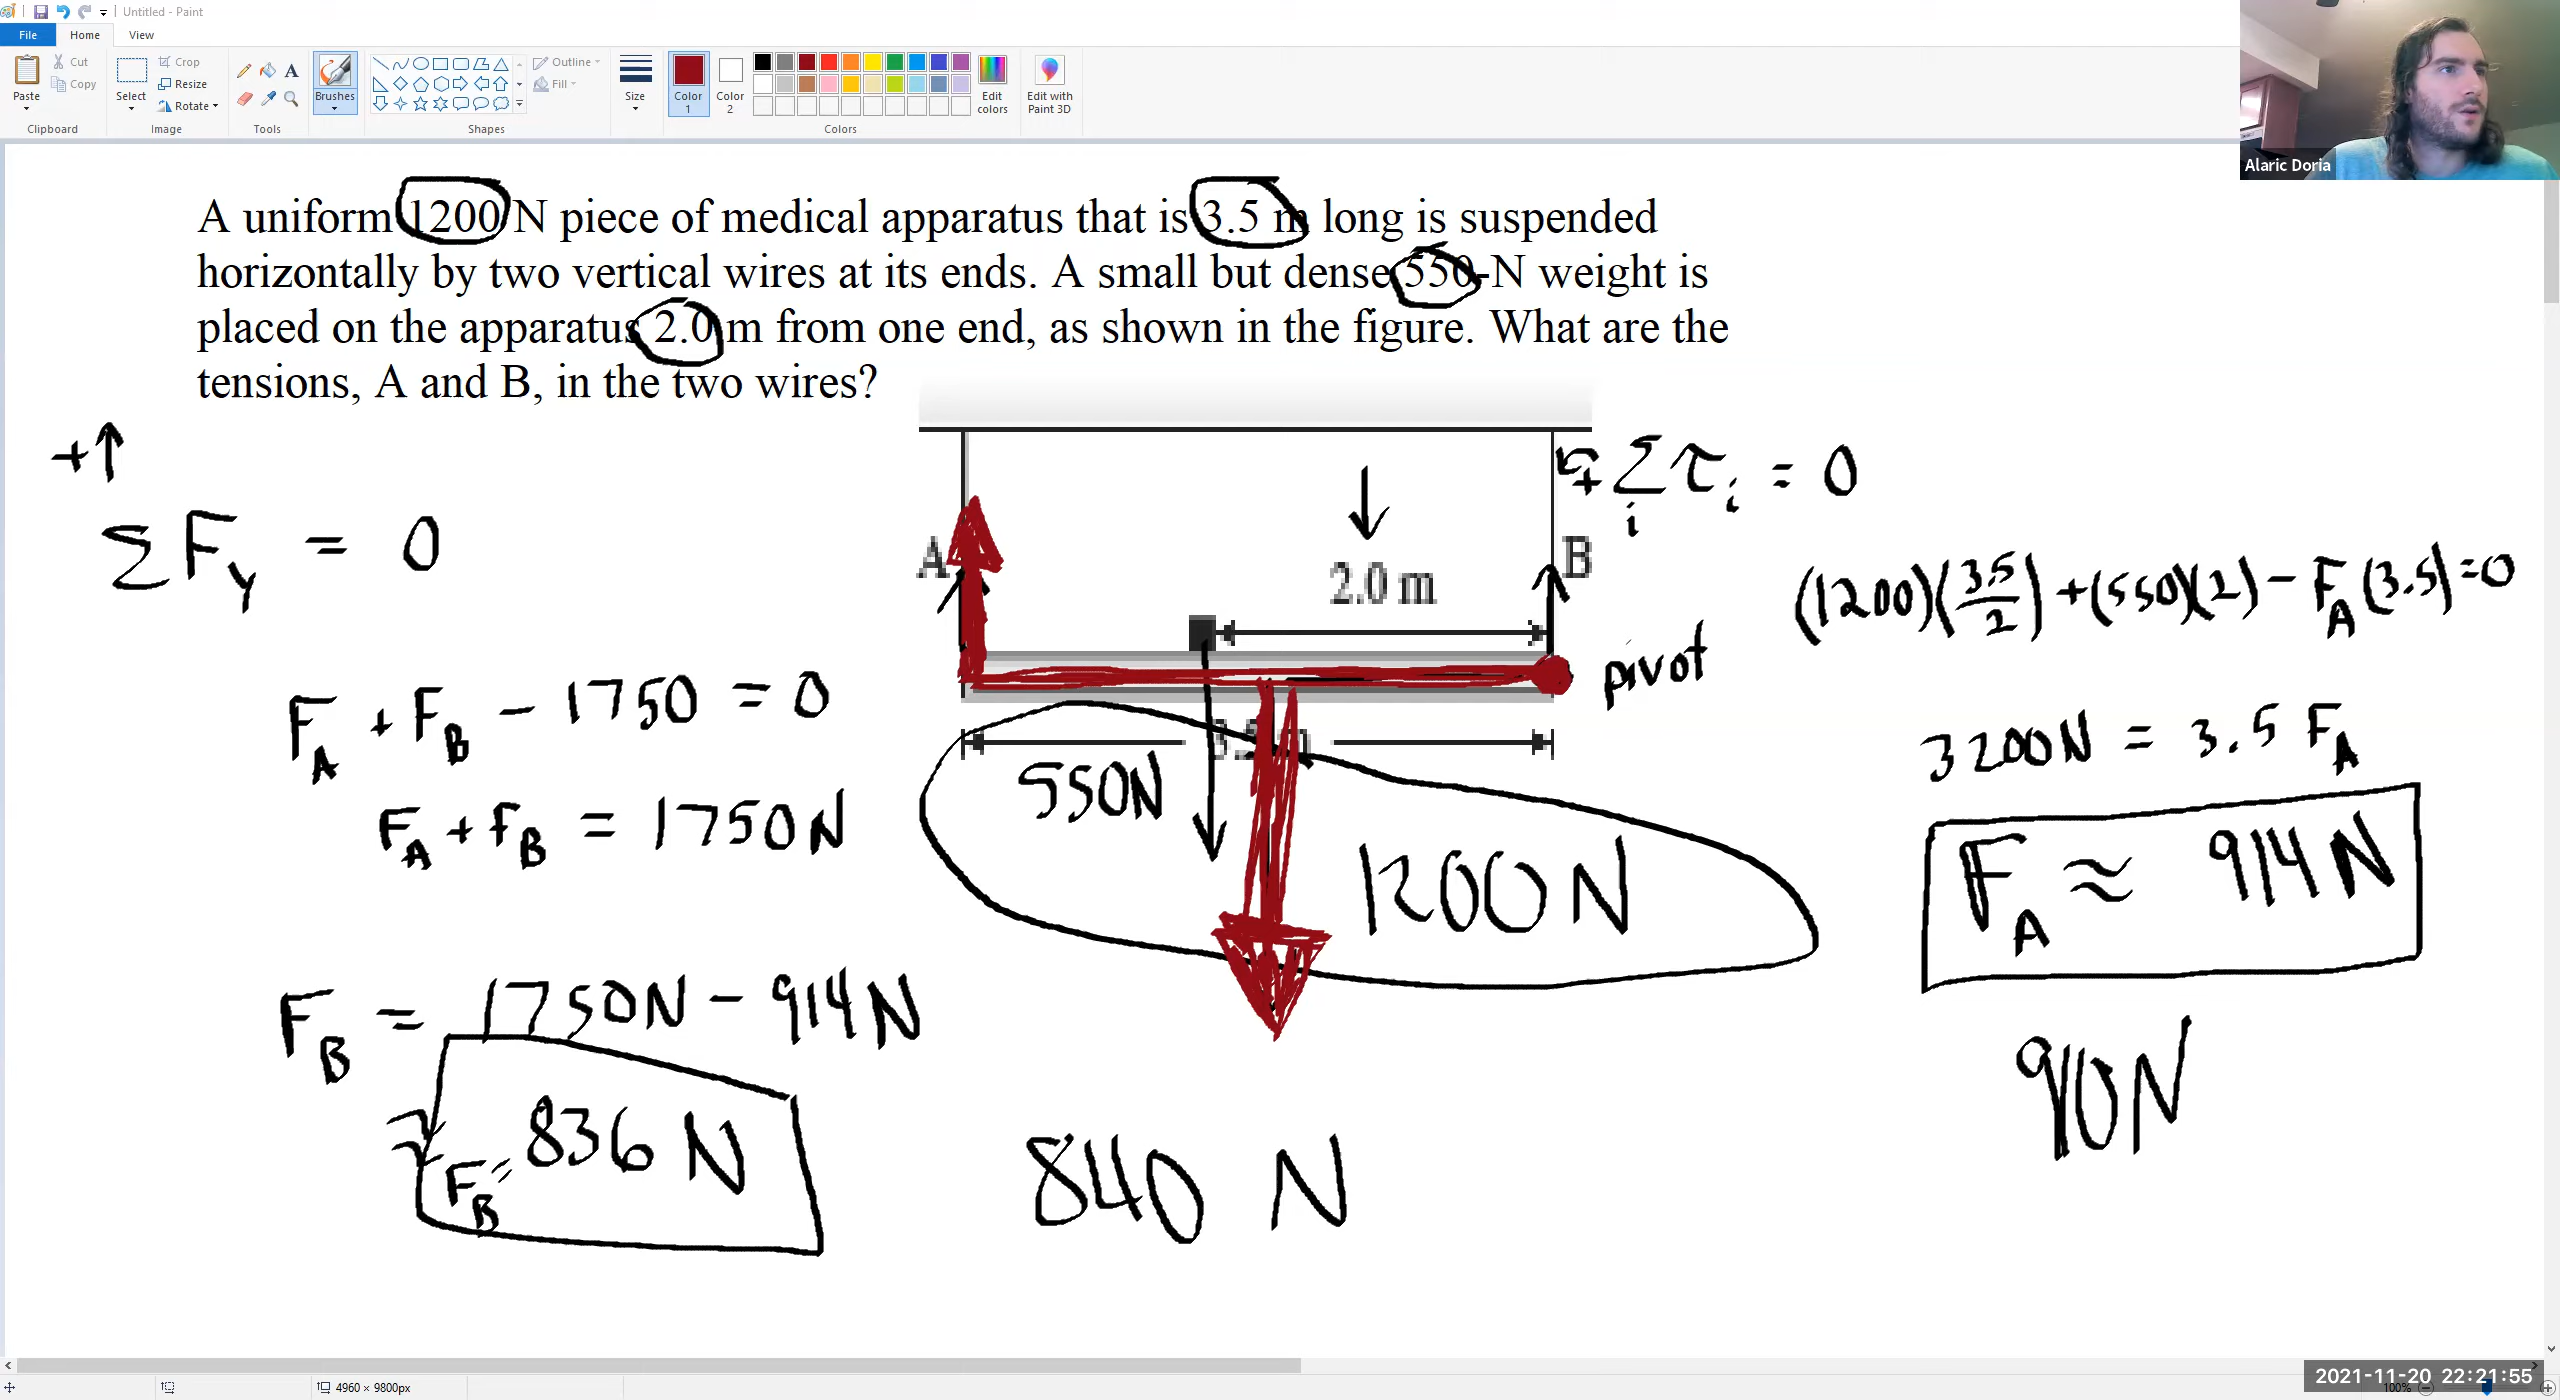 Untitled - Paint
File Home View
Paste Cut Copy Clipboard
Select Crop Resize Rotate Image
A Tools
Brushes
Outline Fill Shapes
Size
Color 1
Color 2
Edit colors
Colors
Edit with Paint 3D
Alaric Doria
A uniform 1200 N piece of medical apparatus that is 3.5 m long is suspended
horizontally by two vertical wires at its ends. A small but dense 550-N weight is
placed on the apparatus 2.0 m from one end, as shown in the figure. What are the
tensions, A and B, in the two wires?
+↑
ΣF_y = 0
F_A + F_B - 1750 = 0
F_A + F_B = 1750N
F_B = 1750N - 914N
≈ F_B = 836 N
A
B
2.0 m
pivot
550N
1200N
840 N
+ Σ_i τ_i = 0
(1200)(3.5/2) + (550)(2) - F_A (3.5) = 0
3200N = 3.5 F_A
F_A ≈ 914N
910N
4960 × 9800px
2021-11-20 22:21:55
100%